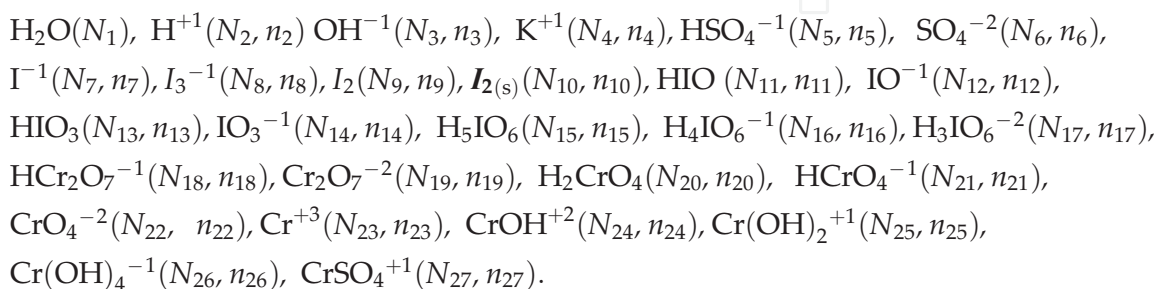 H₂O(N₁), H⁺¹(N₂, n₂) OH⁻¹(N₃, n₃), K⁺¹(N₄, n₄), HSO₄⁻¹(N₅, n₅), SO₄⁻²(N₆, n₆),
I⁻¹(N₇, n₇), I₃⁻¹(N₈, n₈), I₂(N₉, n₉), I₂₍ₛ₎(N₁₀, n₁₀), HIO (N₁₁, n₁₁), IO⁻¹(N₁₂, n₁₂),
HIO₃(N₁₃, n₁₃), IO₃⁻¹(N₁₄, n₁₄), H₅IO₆(N₁₅, n₁₅), H₄IO₆⁻¹(N₁₆, n₁₆), H₃IO₆⁻²(N₁₇, n₁₇),
HCr₂O₇⁻¹(N₁₈, n₁₈), Cr₂O₇⁻²(N₁₉, n₁₉), H₂CrO₄(N₂₀, n₂₀), HCrO₄⁻¹(N₂₁, n₂₁),
CrO₄⁻²(N₂₂, n₂₂), Cr⁺³(N₂₃, n₂₃), CrOH⁺²(N₂₄, n₂₄), Cr(OH)₂⁺¹(N₂₅, n₂₅),
Cr(OH)₄⁻¹(N₂₆, n₂₆), CrSO₄⁺¹(N₂₇, n₂₇).